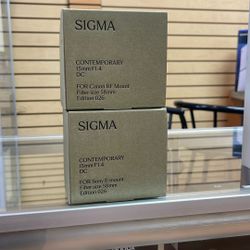 SIGMA
CONTEMPORARY
15mm F1.4
DC
FOR Canon RF Mount
Filter size 58mm
Edition 026
SIGMA
CONTEMPORARY
15mm F1.4
DC
FOR Sony E-mount
Filter size 58mm
Edition 026
SIGMA